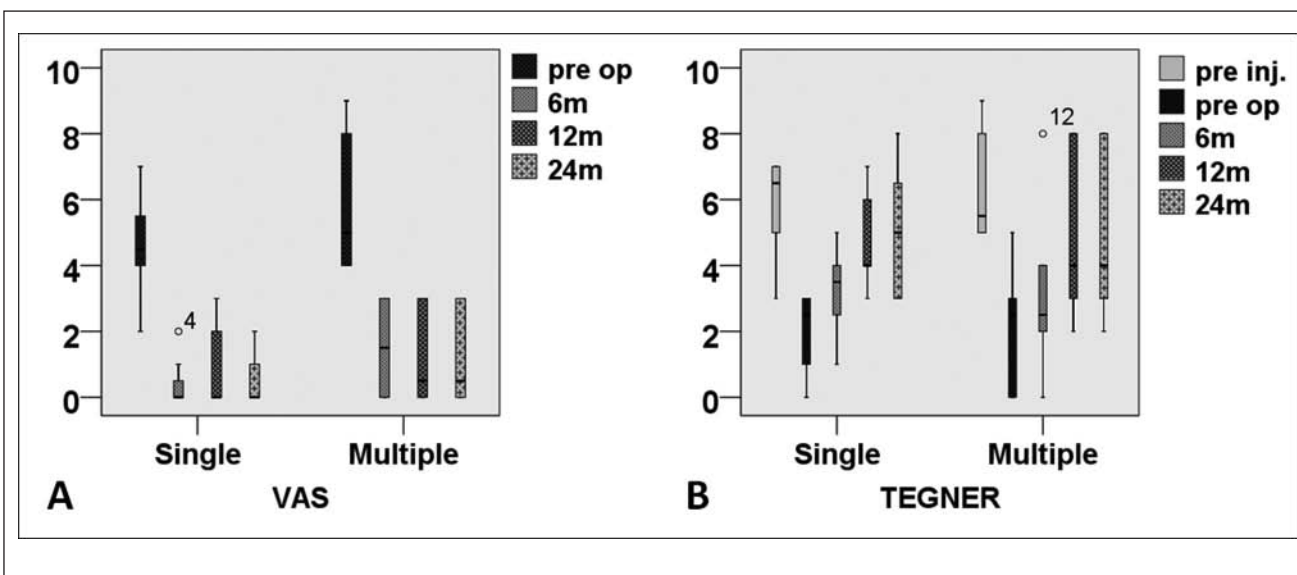 10
8
6
4
2
0
4
Single
Multiple
A
VAS
pre op
6m
12m
24m
10
8
6
4
2
0
12
Single
Multiple
B
TEGNER
pre inj.
pre op
6m
12m
24m